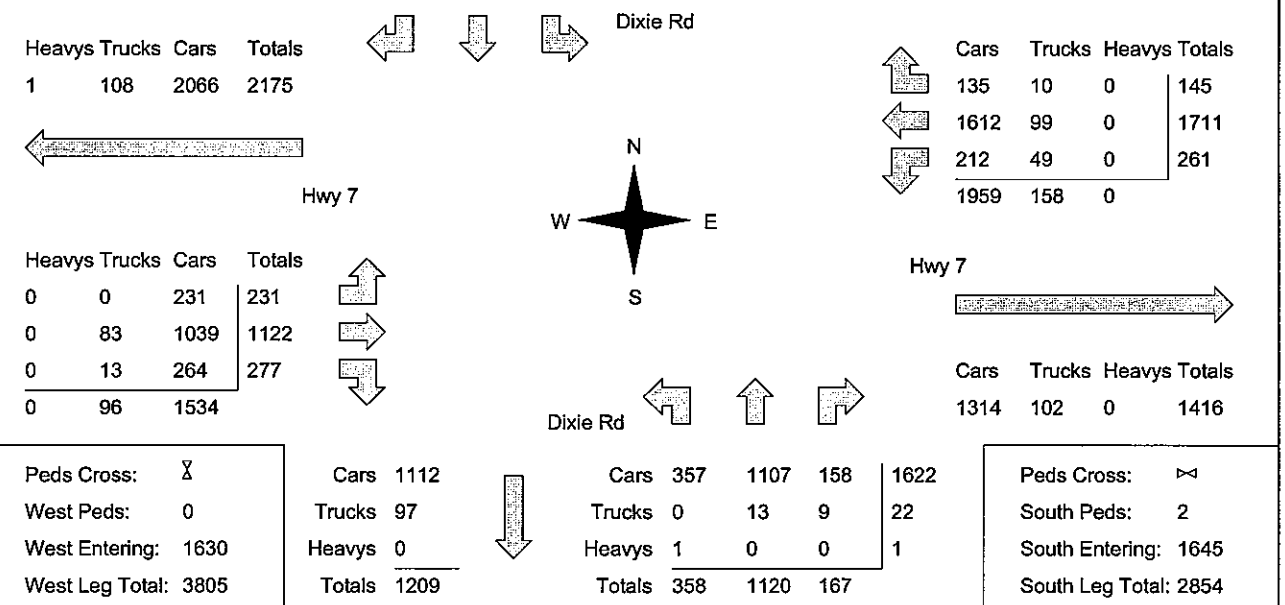 Dixie Rd
Heavys Trucks Cars Totals
1 108 2066 2175
Cars Trucks Heavys Totals
135 10 0 145
1612 99 0 1711
212 49 0 261
1959 158 0
N
W E
S
Hwy 7
Heavys Trucks Cars Totals
0 0 231 231
0 83 1039 1122
0 13 264 277
0 96 1534
Hwy 7
Cars Trucks Heavys Totals
1314 102 0 1416
Dixie Rd
Peds Cross:
West Peds: 0
West Entering: 1630
West Leg Total: 3805
Cars 1112
Trucks 97
Heavys 0
Totals 1209
Cars 357 1107 158 1622
Trucks 0 13 9 22
Heavys 1 0 0 1
Totals 358 1120 167
Peds Cross:
South Peds: 2
South Entering: 1645
South Leg Total: 2854